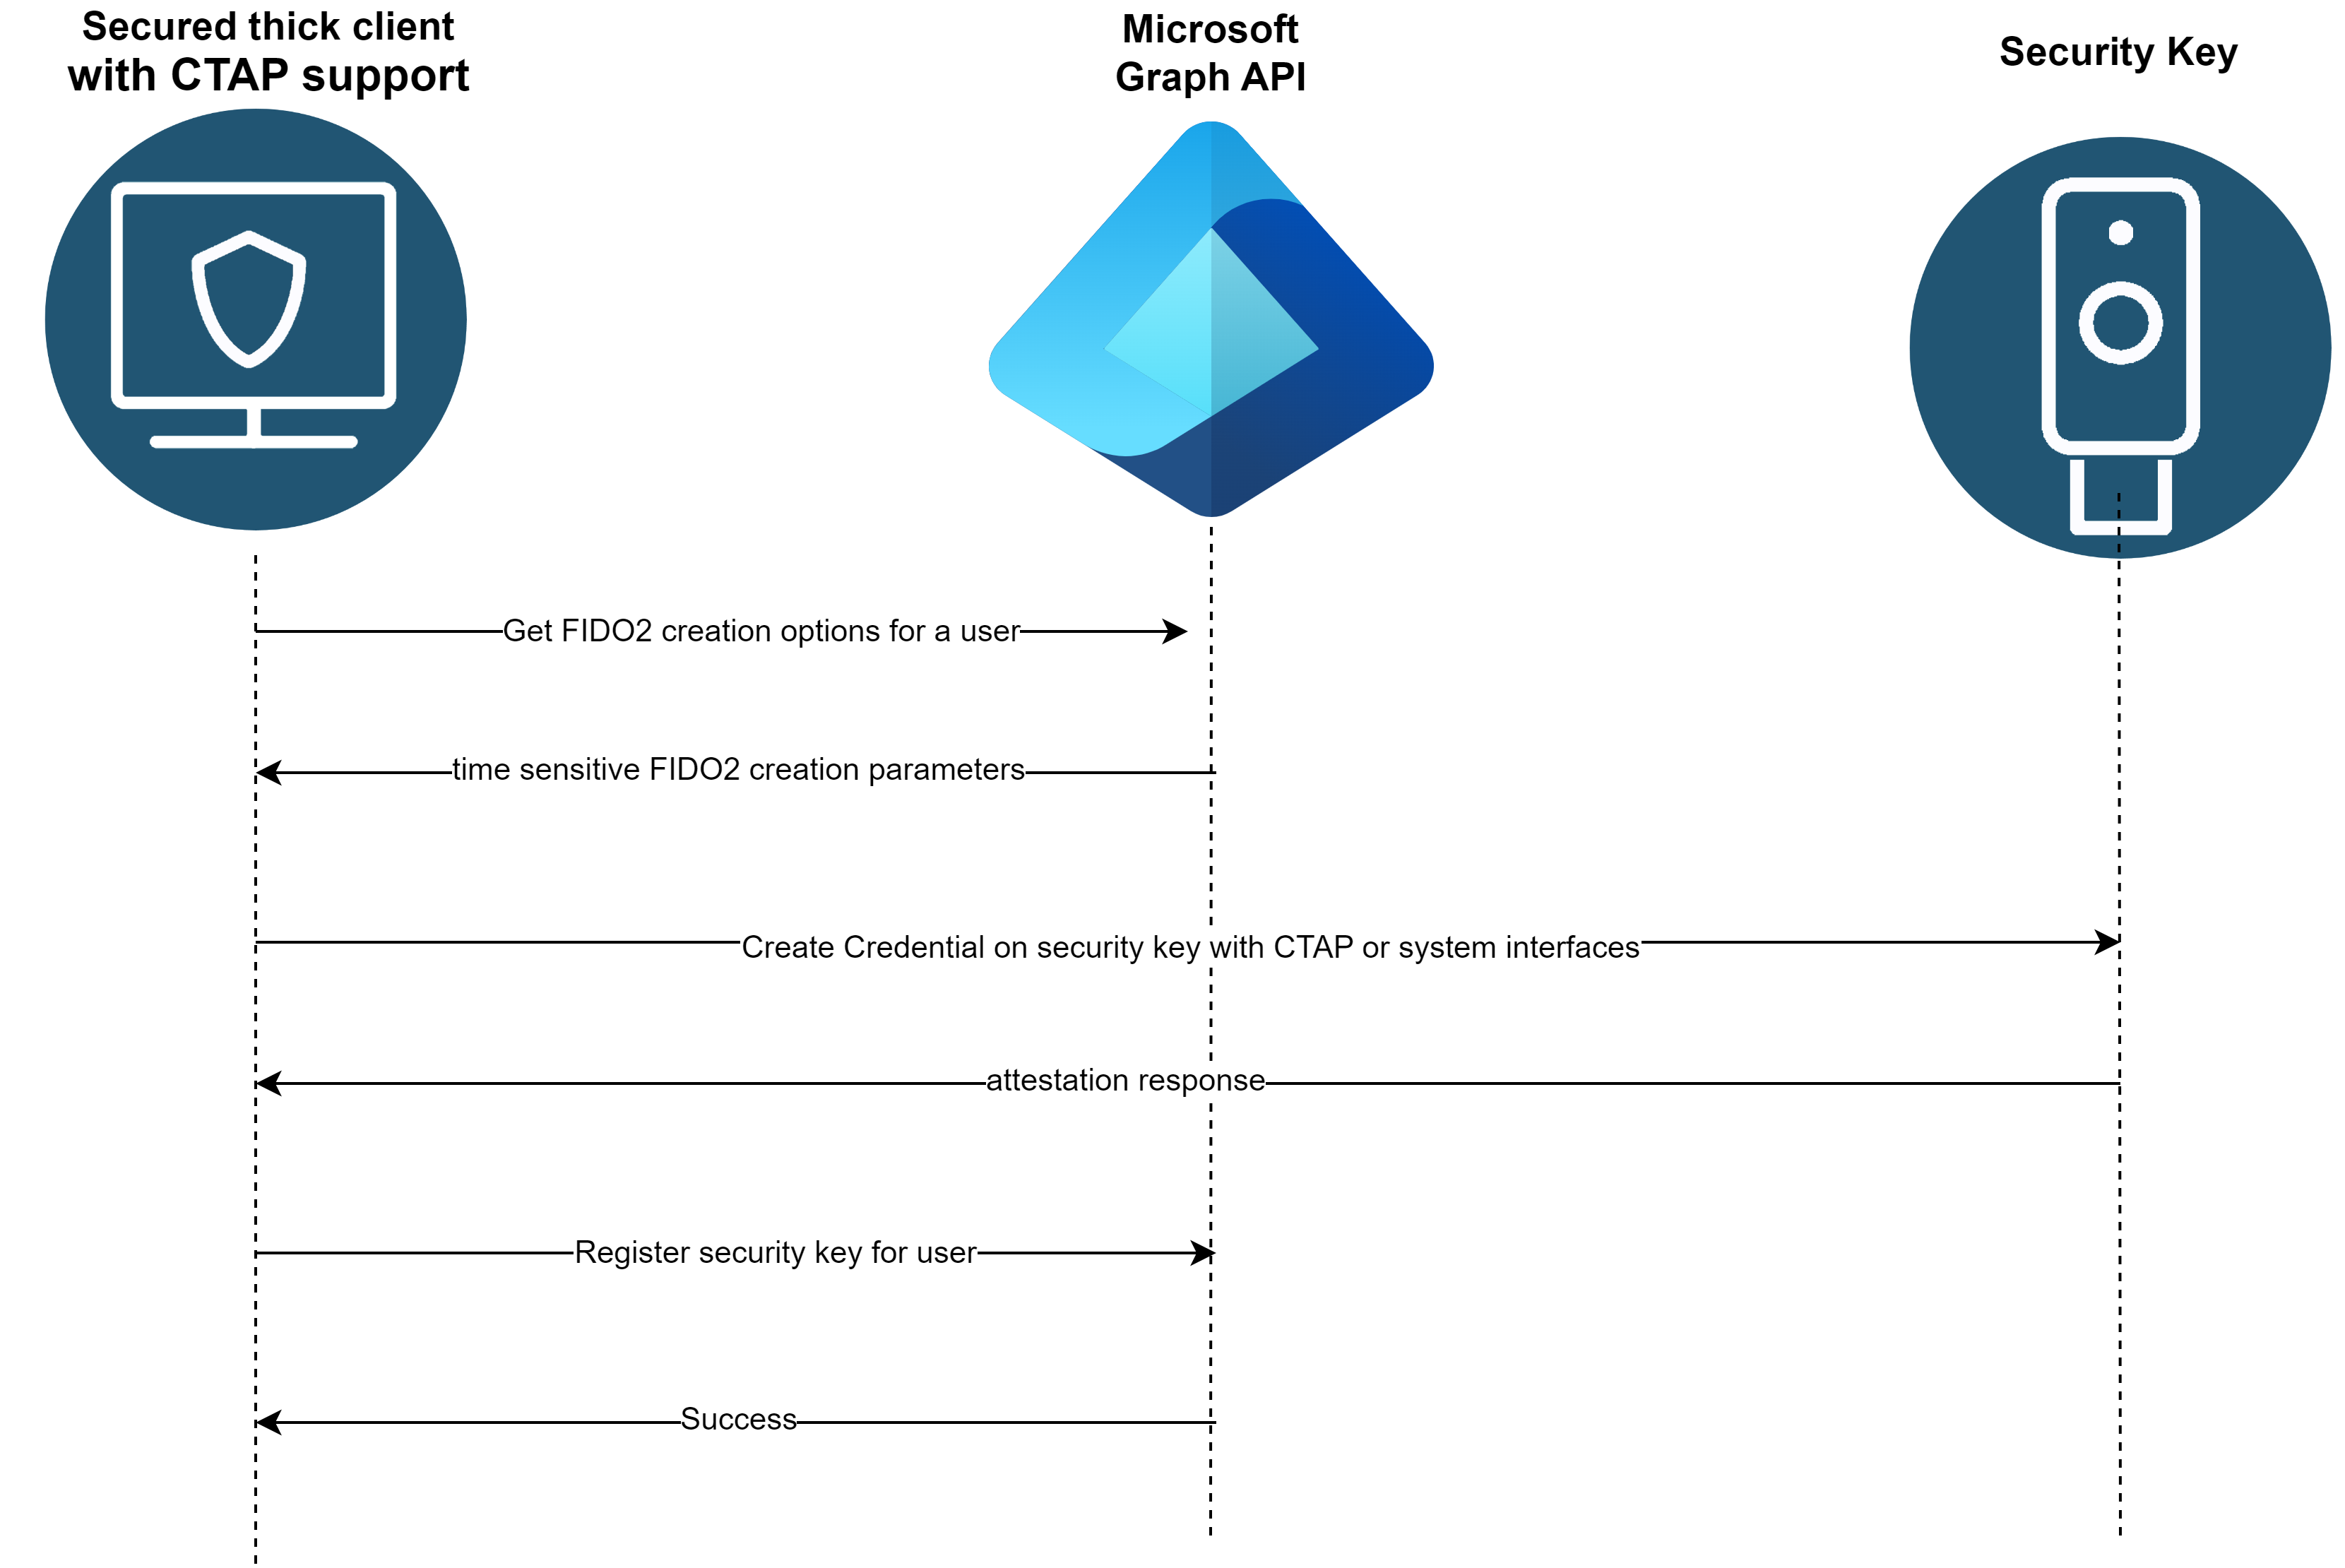 Secured thick client
with CTAP support
Microsoft
Graph API
Security Key
Get FIDO2 creation options for a user
time sensitive FIDO2 creation parameters
Create Credential on security key with CTAP or system interfaces
attestation response
Register security key for user
Success